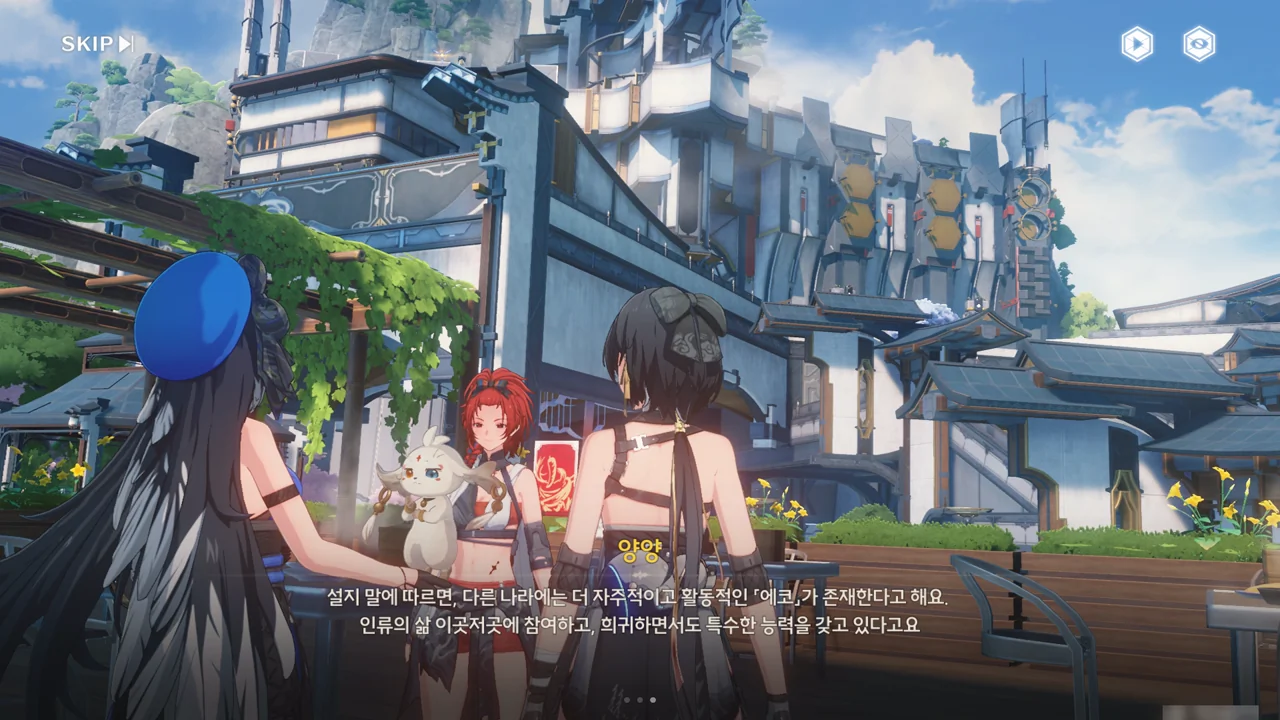 SKIP
양양
설지 말에 따르면, 다른 나라에는 더 자주적이고 활동적인 「에코」가 존재한다고 해요.
인류의 삶 이곳저곳에 참여하고, 희귀하면서도 특수한 능력을 갖고 있다고요